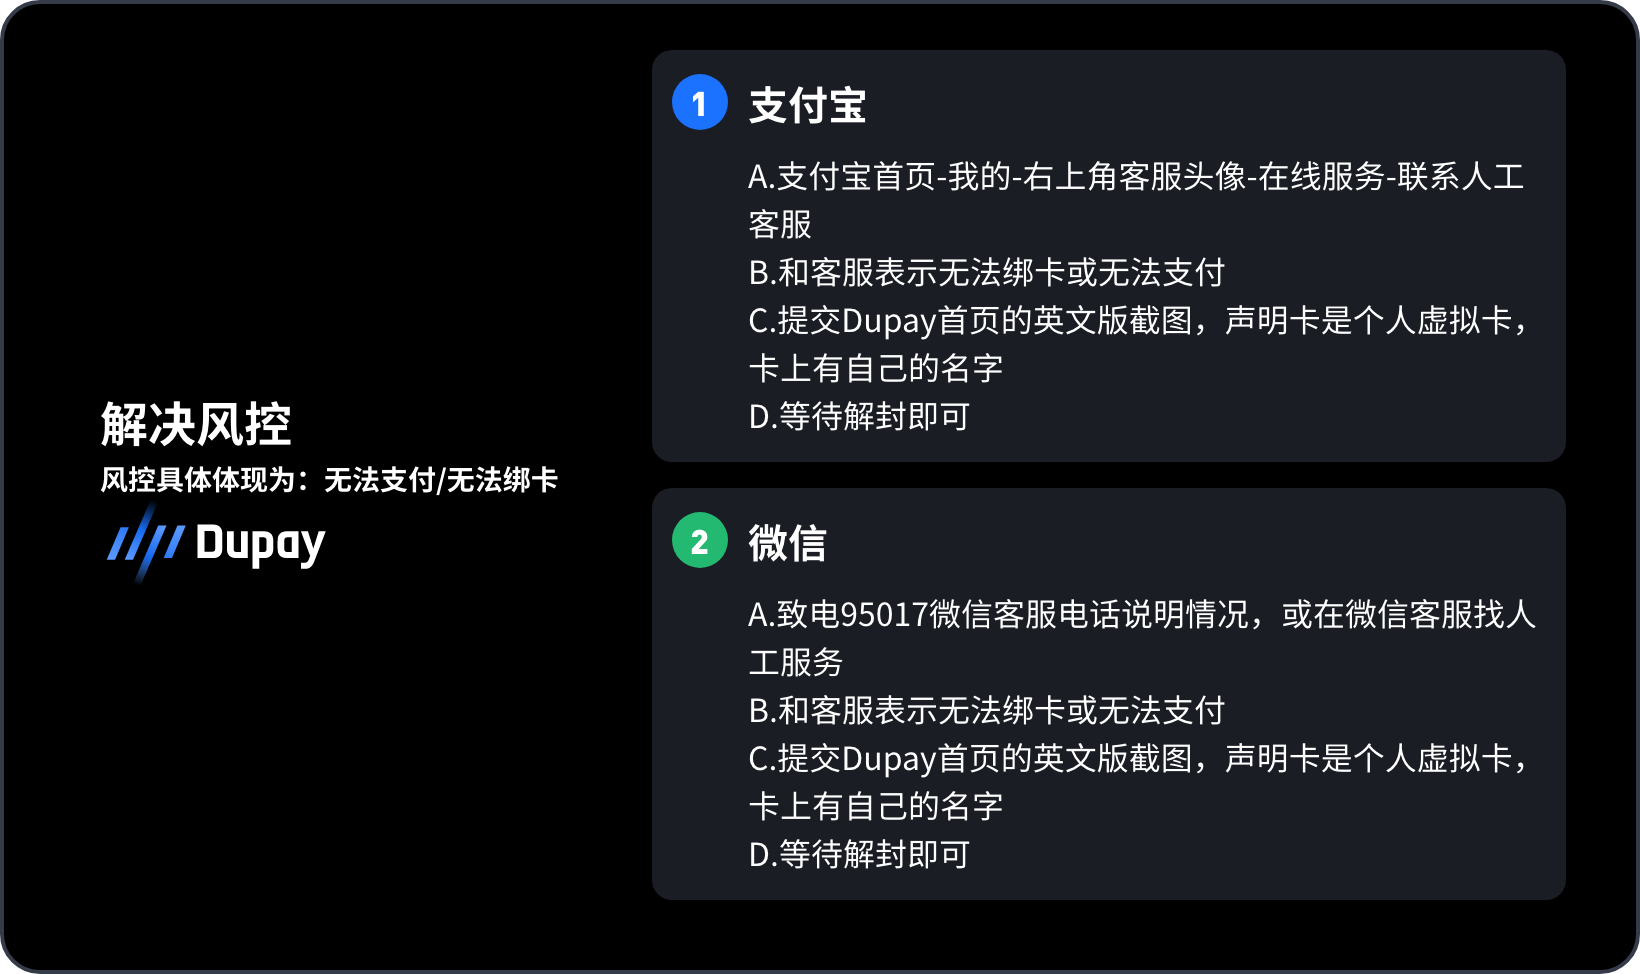 解决风控
风控具体体现为：无法支付/无法绑卡
Dupay
1 支付宝
A.支付宝首页-我的-右上角客服头像-在线服务-联系人工
客服
B.和客服表示无法绑卡或无法支付
C.提交Dupay首页的英文版截图，声明卡是个人虚拟卡，
卡上有自己的名字
D.等待解封即可
2 微信
A.致电95017微信客服电话说明情况，或在微信客服找人
工服务
B.和客服表示无法绑卡或无法支付
C.提交Dupay首页的英文版截图，声明卡是个人虚拟卡，
卡上有自己的名字
D.等待解封即可